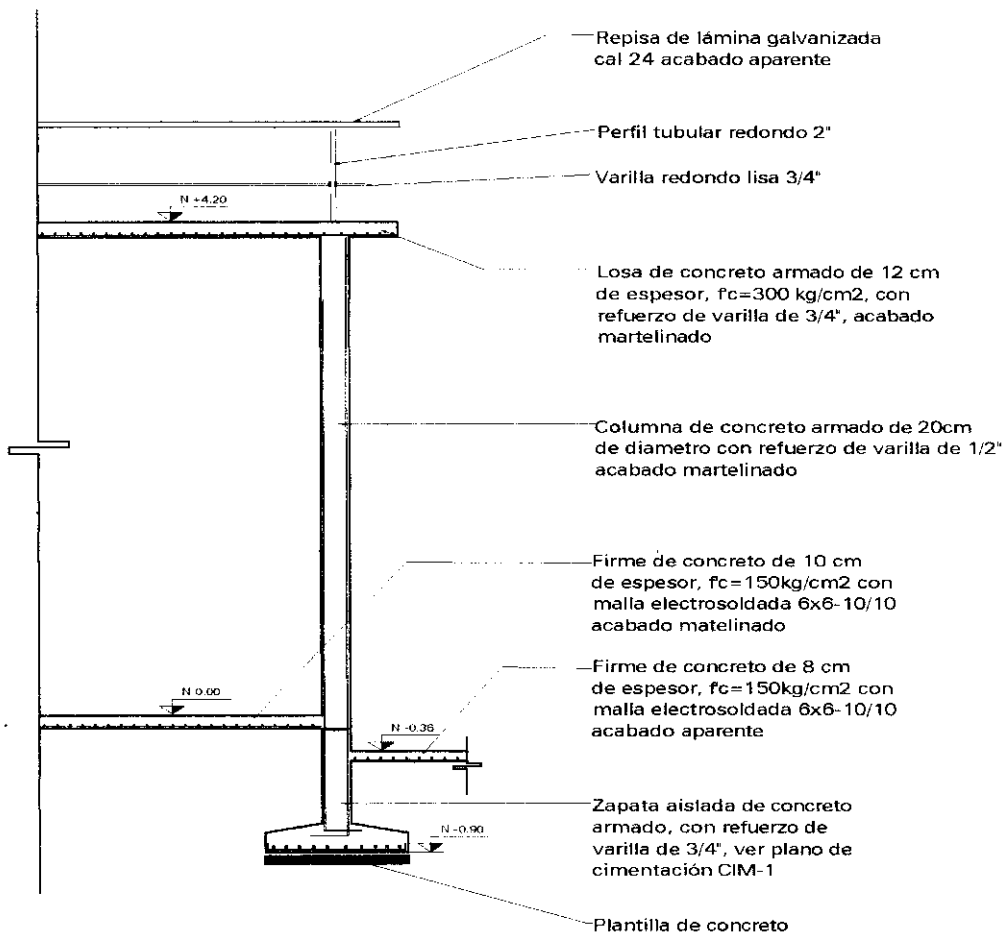 Repisa de lámina galvanizada
cal 24 acabado aparente
Perfil tubular redondo 2"
Varilla redondo lisa 3/4"
N +4.20
Losa de concreto armado de 12 cm
de espesor, f'c=300 kg/cm2, con
refuerzo de varilla de 3/4", acabado
martelinado
Columna de concreto armado de 20cm
de diametro con refuerzo de varilla de 1/2"
acabado martelinado
Firme de concreto de 10 cm
de espesor, f'c=150kg/cm2 con
malla electrosoldada 6x6-10/10
acabado matelinado
Firme de concreto de 8 cm
de espesor, f'c=150kg/cm2 con
malla electrosoldada 6x6-10/10
acabado aparente
N 0.00
N -0.36
Zapata aislada de concreto
armado, con refuerzo de
varilla de 3/4", ver plano de
cimentación CIM-1
N -0.90
Plantilla de concreto